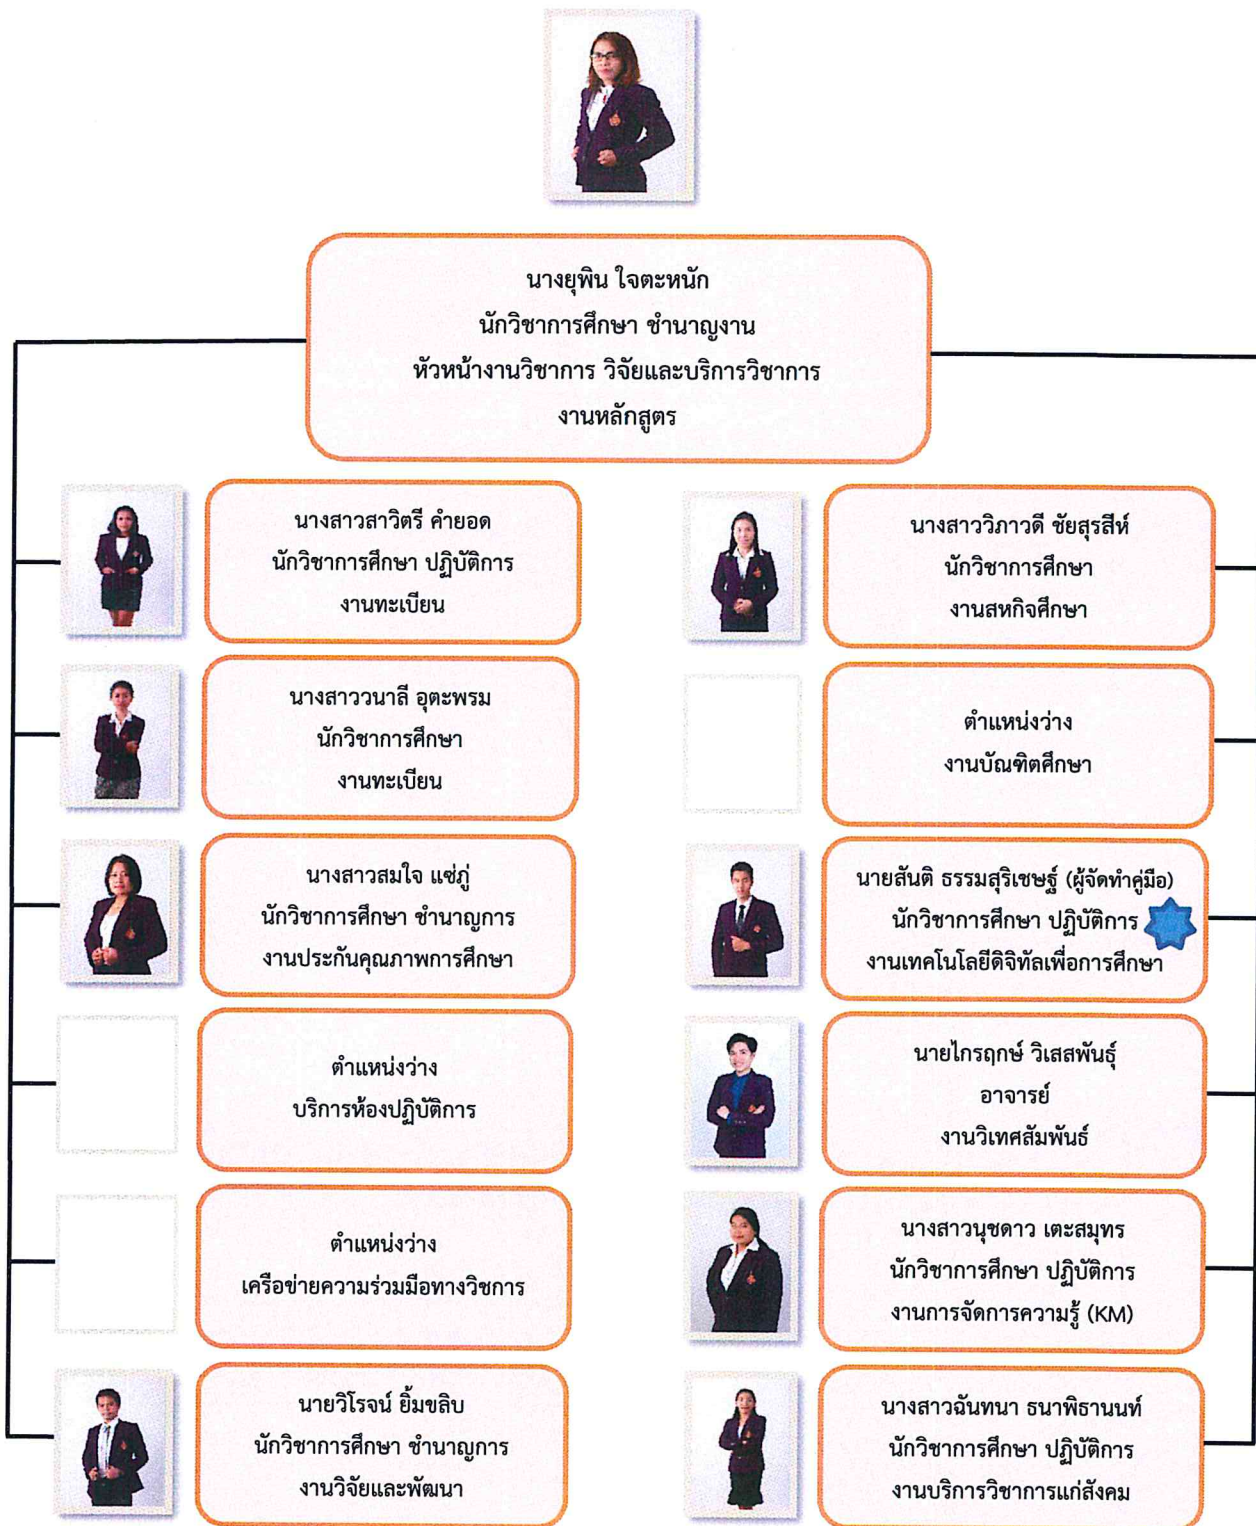 นางยุพิน ใจตะหนัก
นักวิชาการศึกษา ชำนาญงาน
หัวหน้างานวิชาการ วิจัยและบริการวิชาการ
งานหลักสูตร
นางสาวสาวิตรี คำยอด
นักวิชาการศึกษา ปฏิบัติการ
งานทะเบียน
นางสาววนาลี อุตะพรม
นักวิชาการศึกษา
งานทะเบียน
นางสาวสมใจ แซ่ภู่
นักวิชาการศึกษา ชำนาญการ
งานประกันคุณภาพการศึกษา
ตำแหน่งว่าง
บริการห้องปฏิบัติการ
ตำแหน่งว่าง
เครือข่ายความร่วมมือทางวิชการ
นายวิโรจน์ ยิ้มขลิบ
นักวิชาการศึกษา ชำนาญการ
งานวิจัยและพัฒนา
นางสาววิภาวดี ชัยสุรสีห์
นักวิชาการศึกษา
งานสหกิจศึกษา
ตำแหน่งว่าง
งานบัณฑิตศึกษา
นายสันติ ธรรมสุริเชษฐ์ (ผู้จัดทำคู่มือ)
นักวิชาการศึกษา ปฏิบัติการ
งานเทคโนโลยีดิจิทัลเพื่อการศึกษา
นายไกรฤกษ์ วิเสสพันธุ์
อาจารย์
งานวิเทศสัมพันธ์
นางสาวนุชดาว เตะสมุทร
นักวิชาการศึกษา ปฏิบัติการ
งานการจัดการความรู้ (KM)
นางสาวฉันทนา ธนาพิธานนท์
นักวิชาการศึกษา ปฏิบัติการ
งานบริการวิชาการแก่สังคม